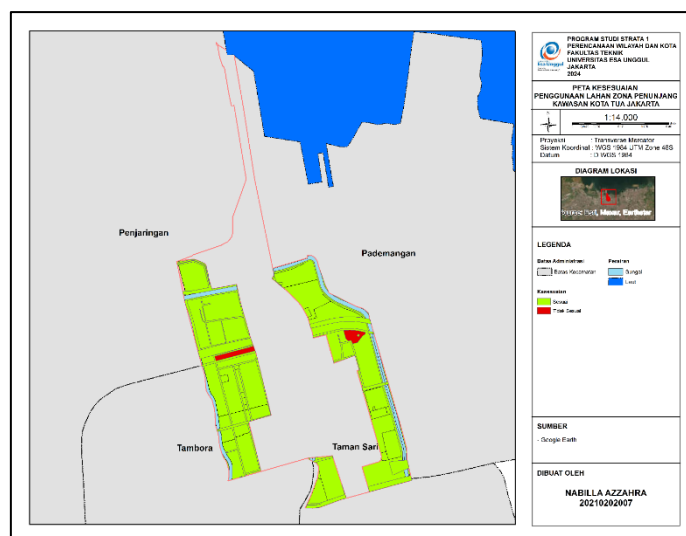 PROGRAM STUDI STRATA 1
PERENCANAAN WILAYAH DAN KOTA
FAKULTAS TEKNIK
UNIVERSITAS ESA UNGGUL
JAKARTA
2024
PETA KESESUAIAN
PENGGUNAAN LAHAN ZONA PENUNJANG
KAWASAN KOTA TUA JAKARTA
1:14.000
Proyeksi : Transverse Mercator
Sistem Koordinat : WGS 1984 UTM Zone 48S
Datum : D WGS 1984
DIAGRAM LOKASI
Maxar, Earthstar
LEGENDA
Batas Administrasi
Batas Kecamatan
Perairan
Sungai
Laut
Kesesuaian
Sesuai
Tidak Sesuai
SUMBER
- Google Earth
DIBUAT OLEH
NABILLA AZZAHRA
20210202007
Penjaringan
Pademangan
Tambora
Taman Sari